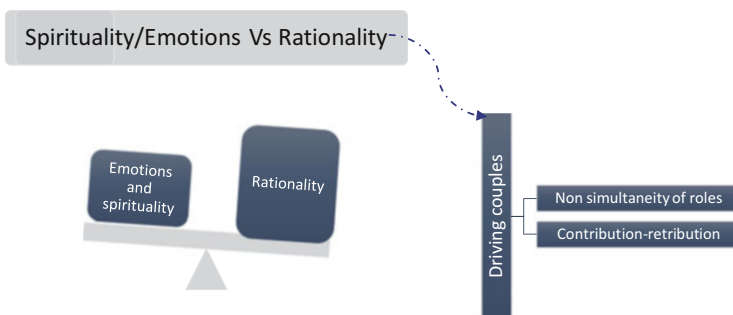 Spirituality/Emotions Vs Rationality
Emotions
and
spirituality
Rationality
Driving couples
Non simultaneity of roles
Contribution-retribution